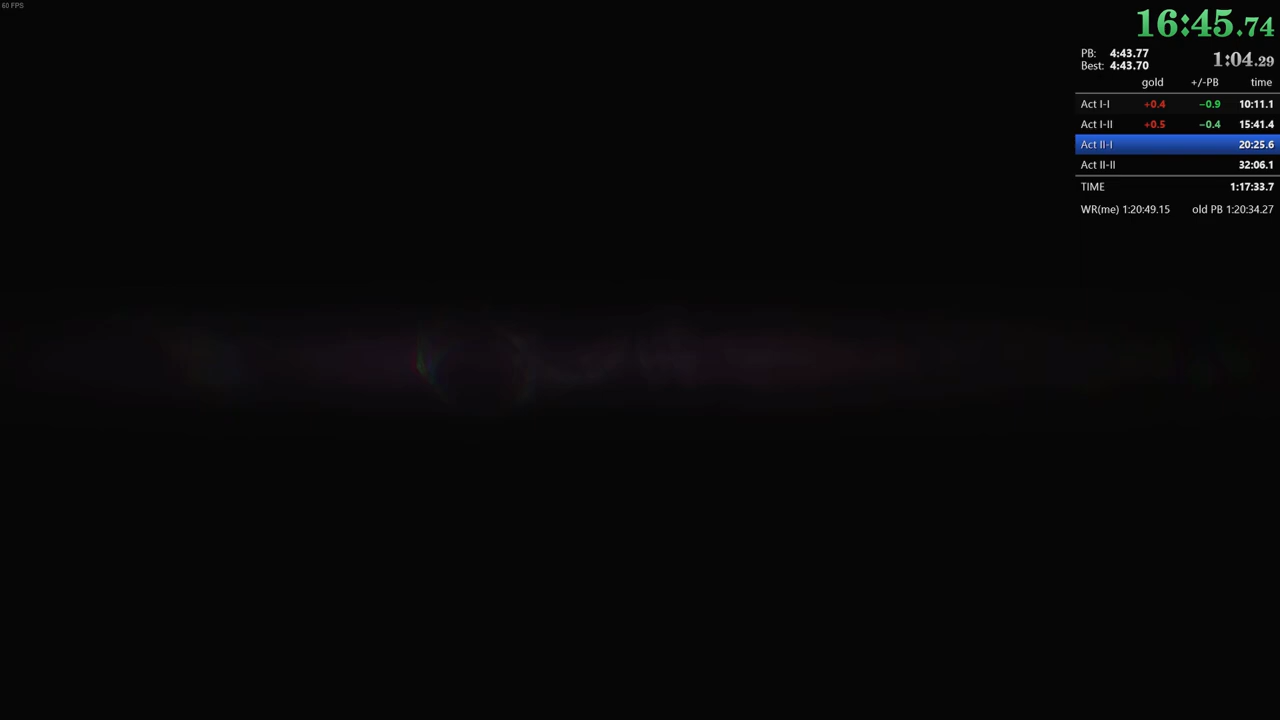 60 FPS
16:45.74
PB: 4:43.77
1:04.29
Best: 4:43.70
gold +/-PB time
Act I-I +0.4 −0.9 10:11.1
Act I-II +0.5 −0.4 15:41.4
Act II-I 20:25.6
Act II-II 32:06.1
TIME 1:17:33.7
WR(me) 1:20:49.15 old PB 1:20:34.27